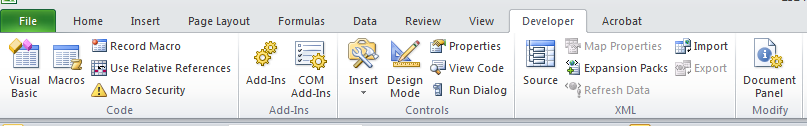 File Home Insert Page Layout Formulas Data Review View Developer Acrobat
Visual Basic
Macros
Record Macro
Use Relative References
Macro Security
Code
Add-Ins
COM Add-Ins
Add-Ins
Insert
Design Mode
Properties
View Code
Run Dialog
Controls
Source
Map Properties
Expansion Packs
Refresh Data
Import
Export
XML
Document Panel
Modify